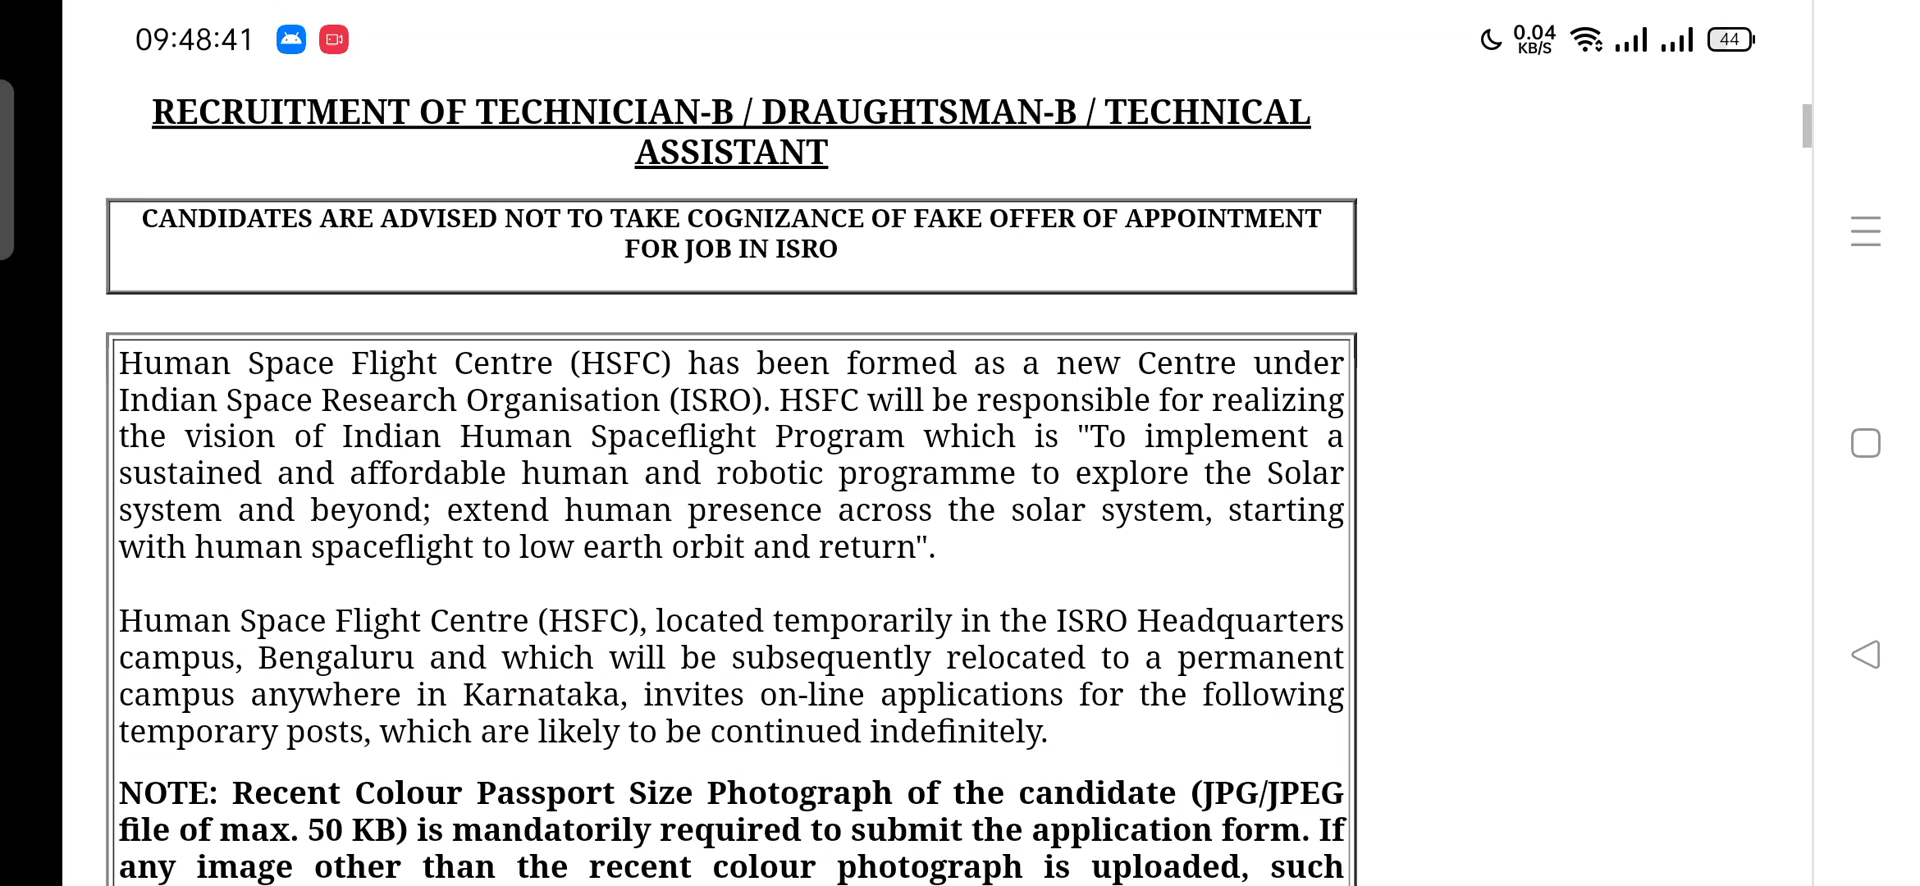 09:48:41
0.04
KB/S
44
RECRUITMENT OF TECHNICIAN-B / DRAUGHTSMAN-B / TECHNICAL
ASSISTANT
CANDIDATES ARE ADVISED NOT TO TAKE COGNIZANCE OF FAKE OFFER OF APPOINTMENT
FOR JOB IN ISRO
Human Space Flight Centre (HSFC) has been formed as a new Centre under
Indian Space Research Organisation (ISRO). HSFC will be responsible for realizing
the vision of Indian Human Spaceflight Program which is "To implement a
sustained and affordable human and robotic programme to explore the Solar
system and beyond; extend human presence across the solar system, starting
with human spaceflight to low earth orbit and return".
Human Space Flight Centre (HSFC), located temporarily in the ISRO Headquarters
campus, Bengaluru and which will be subsequently relocated to a permanent
campus anywhere in Karnataka, invites on-line applications for the following
temporary posts, which are likely to be continued indefinitely.
NOTE: Recent Colour Passport Size Photograph of the candidate (JPG/JPEG
file of max. 50 KB) is mandatorily required to submit the application form. If
any image other than the recent colour photograph is uploaded, such